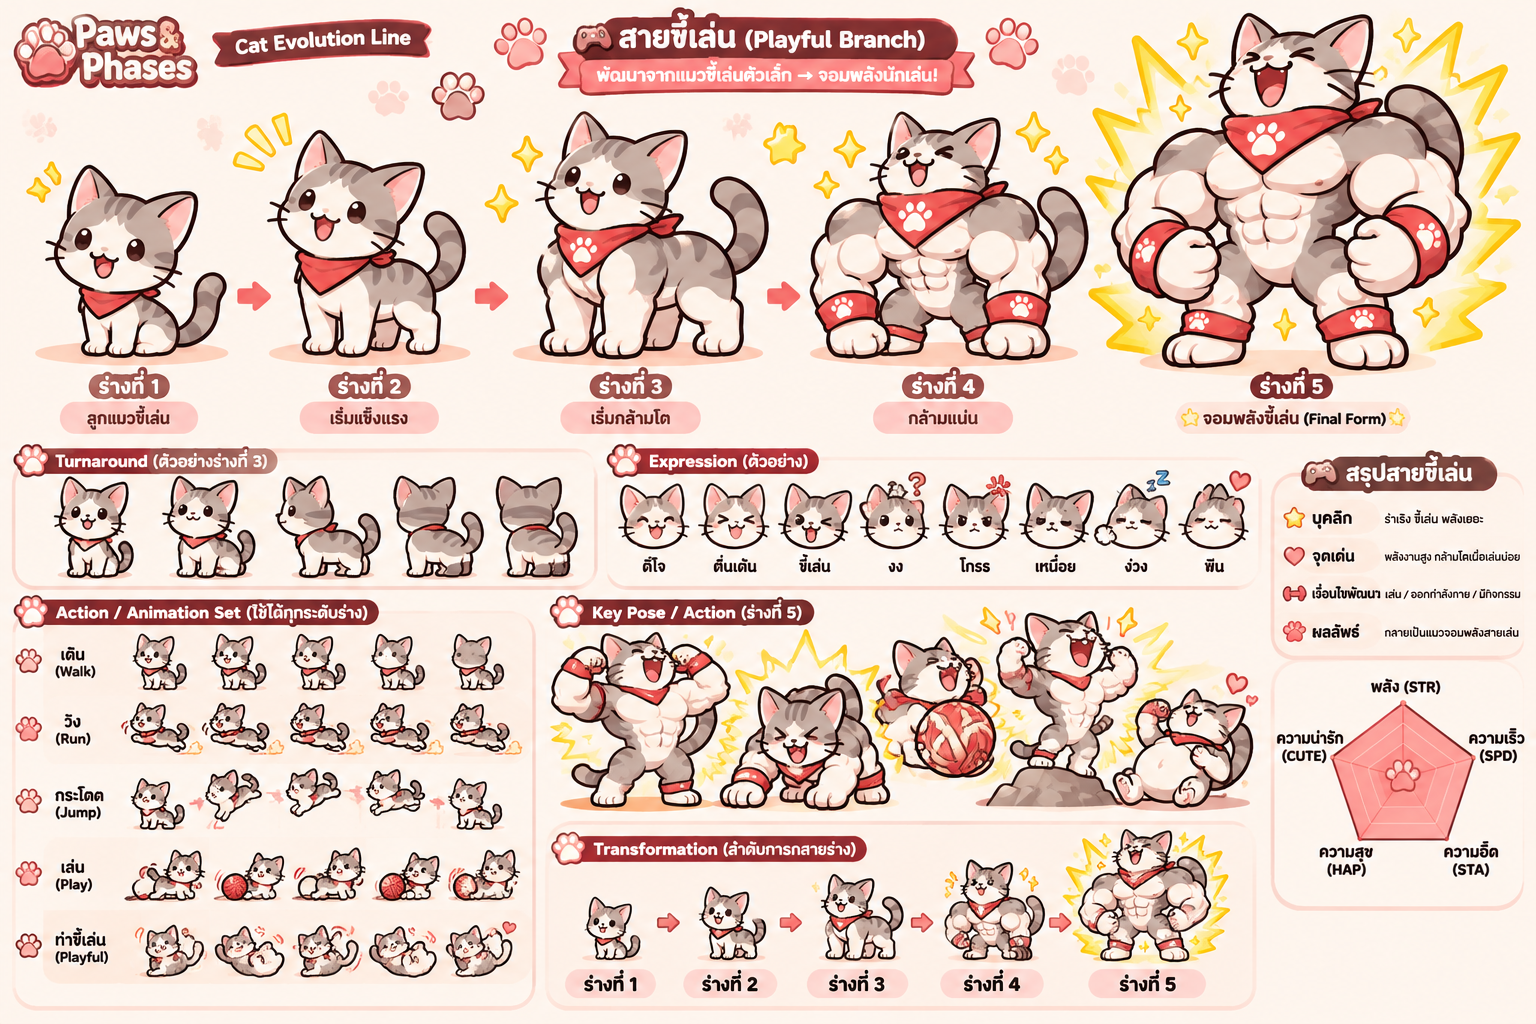 Paws &
Phases
Cat Evolution Line
สายขี้เล่น (Playful Branch)
พัฒนาจากแมวขี้เล่นตัวเล็ก → จอมพลังนักเล่น!
ร่างที่ 1
ลูกแมวขี้เล่น
ร่างที่ 2
เริ่มแข็งแรง
ร่างที่ 3
เริ่มกล้ามโต
ร่างที่ 4
กล้ามแน่น
ร่างที่ 5
จอมพลังขี้เล่น (Final Form)
Turnaround (ตัวอย่างร่างที่ 3)
Expression (ตัวอย่าง)
?
zz
ดีใจ
ตื่นเต้น
ขี้เล่น
งง
โกรธ
เหนื่อย
ง่วง
ฟิน
สรุปสายขี้เล่น
บุคลิก
ร่าเริง ขี้เล่น พลังเยอะ
จุดเด่น
พลังงานสูง กล้ามโตเมื่อเล่นบ่อย
เงื่อนไขพัฒนา
เล่น / ออกกำลังกาย / มีกิจกรรม
ผลลัพธ์
กลายเป็นแมวจอมพลังสายเล่น
Action / Animation Set (ใช้ได้ทุกระดับร่าง)
เดิน
(Walk)
วิ่ง
(Run)
กระโดด
(Jump)
เล่น
(Play)
ท่าขี้เล่น
(Playful)
Key Pose / Action (ร่างที่ 5)
Transformation (ลำดับการกลายร่าง)
ร่างที่ 1
ร่างที่ 2
ร่างที่ 3
ร่างที่ 4
ร่างที่ 5
พลัง (STR)
ความน่ารัก
(CUTE)
ความเร็ว
(SPD)
ความสุข
(HAP)
ความอึด
(STA)